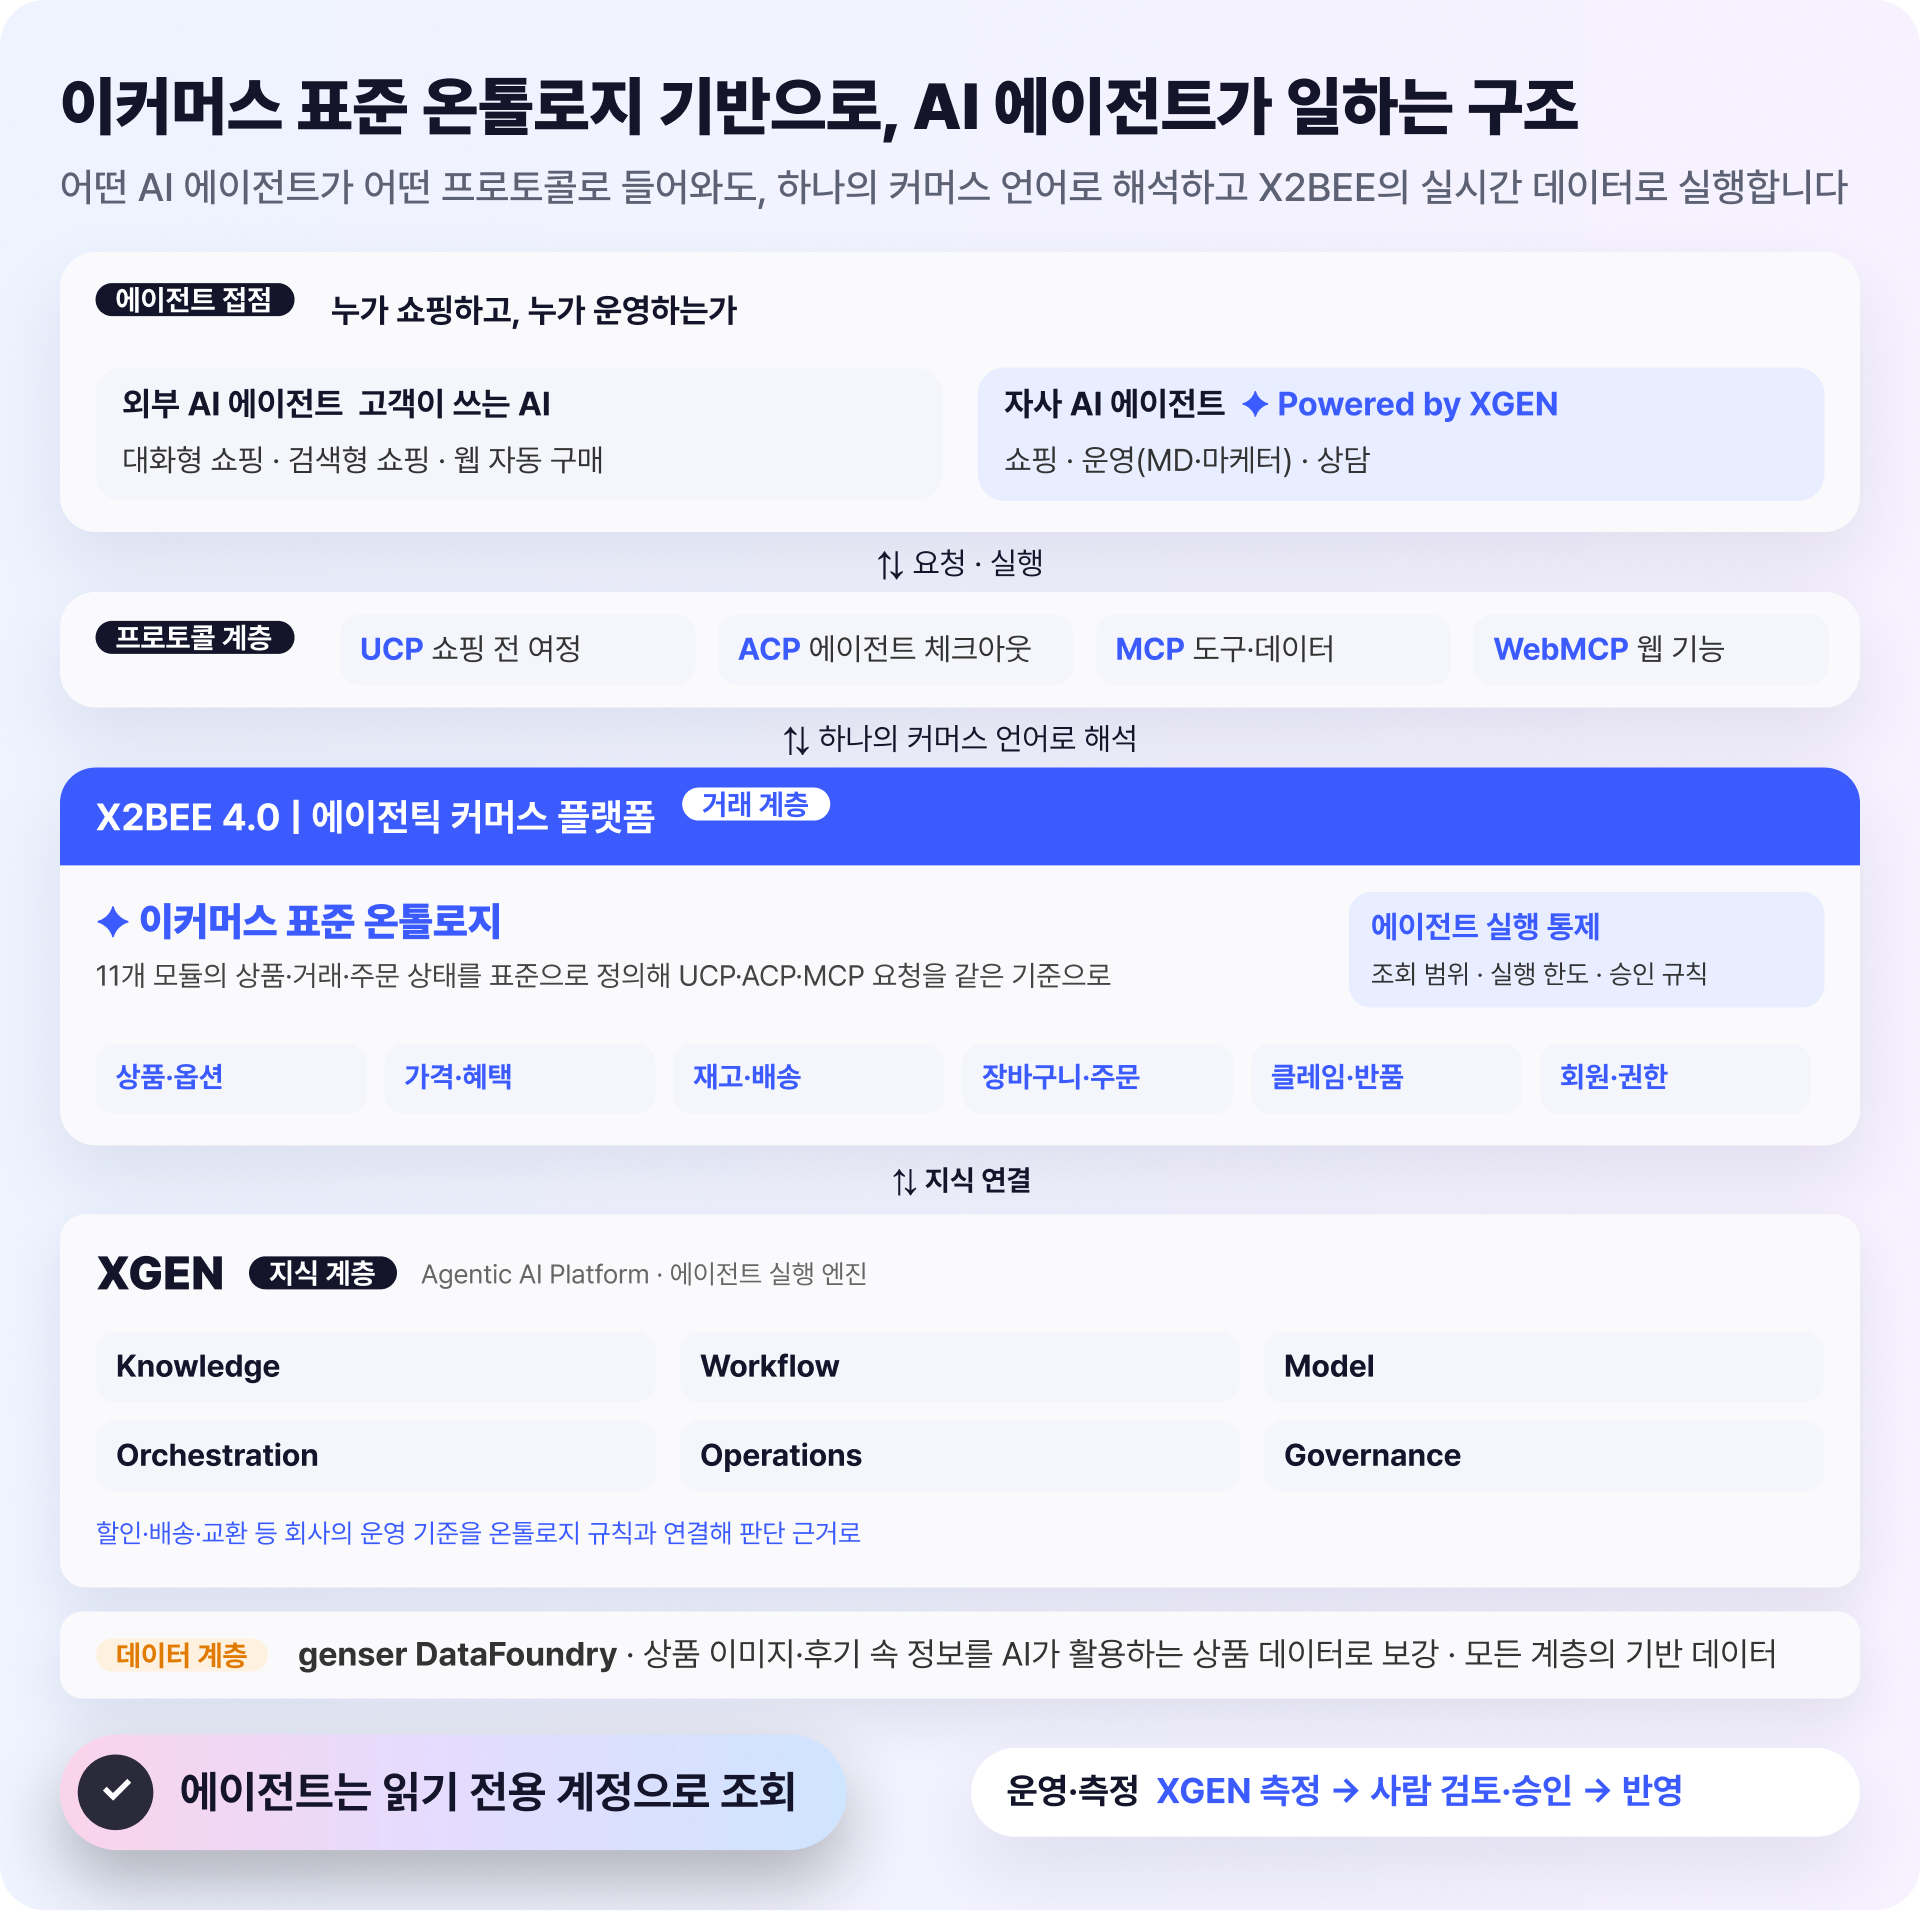 이커머스 표준 온톨로지 기반으로, AI 에이전트가 일하는 구조
어떤 AI 에이전트가 어떤 프로토콜로 들어와도, 하나의 커머스 언어로 해석하고 X2BEE의 실시간 데이터로 실행합니다
에이전트 접점 누가 쇼핑하고, 누가 운영하는가
외부 AI 에이전트 고객이 쓰는 AI
대화형 쇼핑 · 검색형 쇼핑 · 웹 자동 구매
자사 AI 에이전트 ✦ Powered by XGEN
쇼핑 · 운영(MD·마케터) · 상담
⇅ 요청 · 실행
프로토콜 계층 UCP 쇼핑 전 여정 ACP 에이전트 체크아웃 MCP 도구·데이터 WebMCP 웹 기능
⇅ 하나의 커머스 언어로 해석
X2BEE 4.0 | 에이전틱 커머스 플랫폼 거래 계층
✦ 이커머스 표준 온톨로지
11개 모듈의 상품·거래·주문 상태를 표준으로 정의해 UCP·ACP·MCP 요청을 같은 기준으로
에이전트 실행 통제
조회 범위 · 실행 한도 · 승인 규칙
상품·옵션 가격·혜택 재고·배송 장바구니·주문 클레임·반품 회원·권한
⇅ 지식 연결
XGEN 지식 계층 Agentic AI Platform · 에이전트 실행 엔진
Knowledge Workflow Model
Orchestration Operations Governance
할인·배송·교환 등 회사의 운영 기준을 온톨로지 규칙과 연결해 판단 근거로
데이터 계층 genser DataFoundry · 상품 이미지·후기 속 정보를 AI가 활용하는 상품 데이터로 보강 · 모든 계층의 기반 데이터
에이전트는 읽기 전용 계정으로 조회
운영·측정 XGEN 측정 → 사람 검토·승인 → 반영